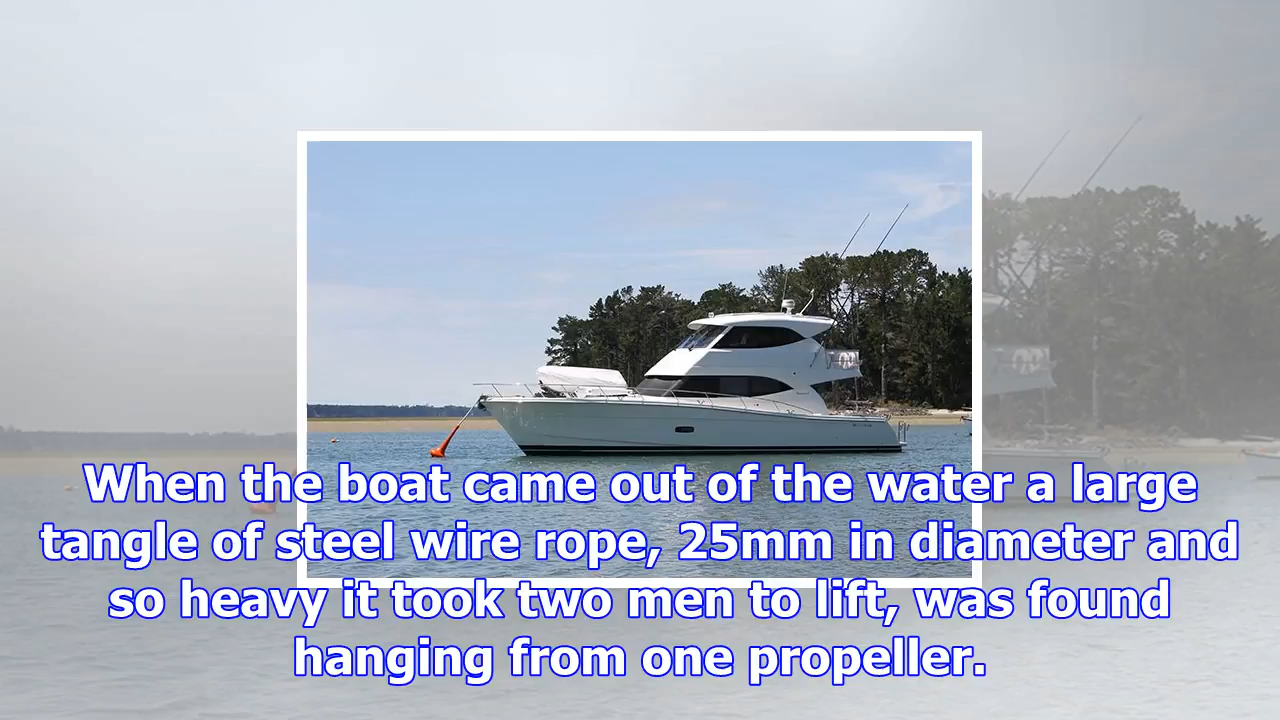 When the boat came out of the water a large
tangle of steel wire rope, 25mm in diameter and
so heavy it took two men to lift, was found
hanging from one propeller.